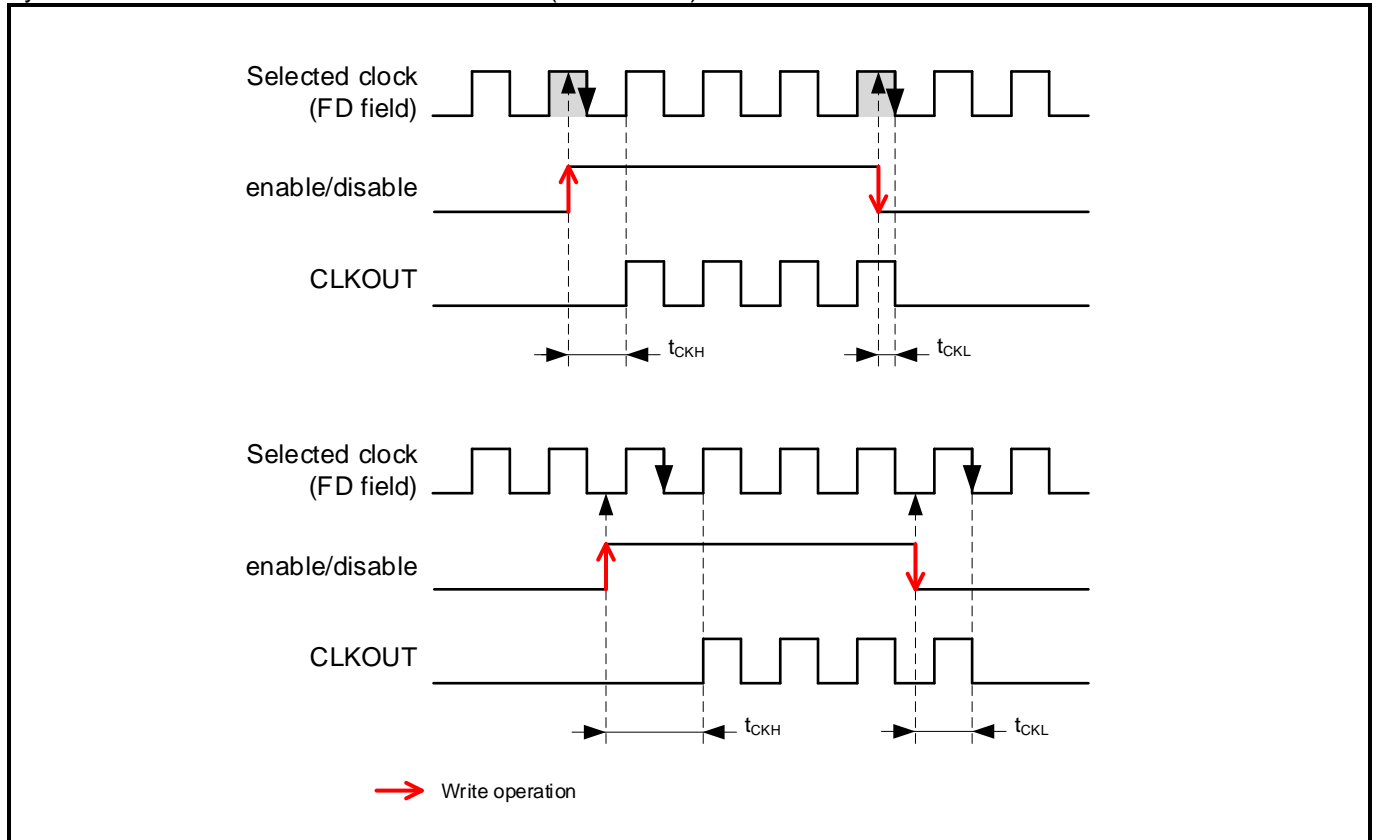 Selected clock
(FD field)
enable/disable
CLKOUT
tCKH
tCKL
Selected clock
(FD field)
enable/disable
CLKOUT
tCKH
tCKL
Write operation